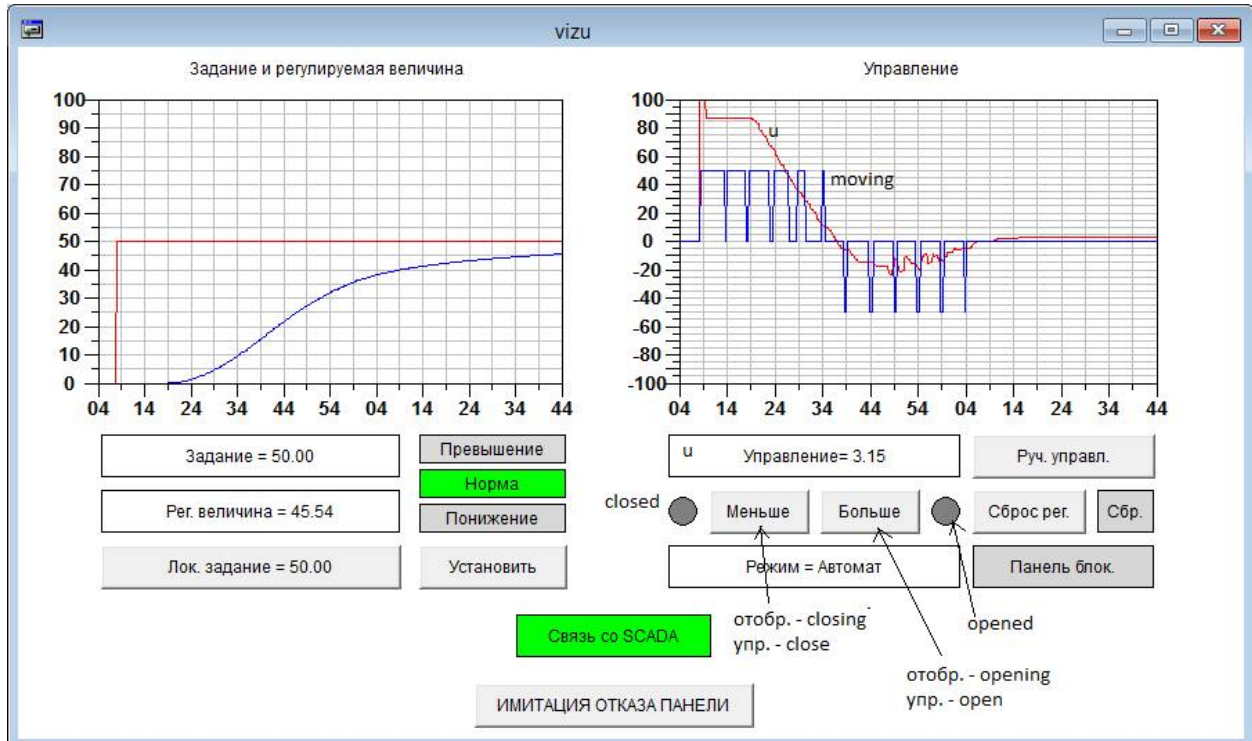 vizu
Задание и регулируемая величина
100
90
80
70
60
50
40
30
20
10
0
04 14 24 34 44 54 04 14 24 34 44
Управление
100
80
60
40
20
0
-20
-40
-60
-80
-100
u
moving
04 14 24 34 44 54 04 14 24 34 44
Задание = 50.00
Превышение
Норма
Рег. величина = 45.54
Понижение
Лок. задание = 50.00
Установить
u Управление= 3.15
Руч. управл.
closed
Меньше
Больше
Сброс рег.
Сбр.
Режим = Автомат
Панель блок.
отобр. - closing
упр. - close
opened
отобр. - opening
упр. - open
Связь со SCADA
ИМИТАЦИЯ ОТКАЗА ПАНЕЛИ